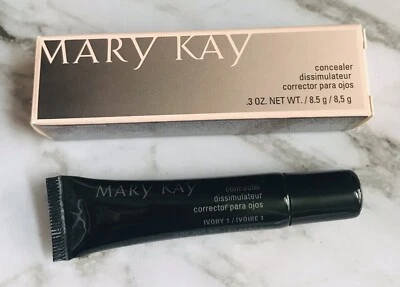 MARY KAY
concealer
dissimulateur
corrector para ojos
.3 OZ. NET WT. / 8.5 g / 8,5 g
MARY KAY
concealer
dissimulateur
corrector para ojos
IVORY 1 / IVOIRE 1